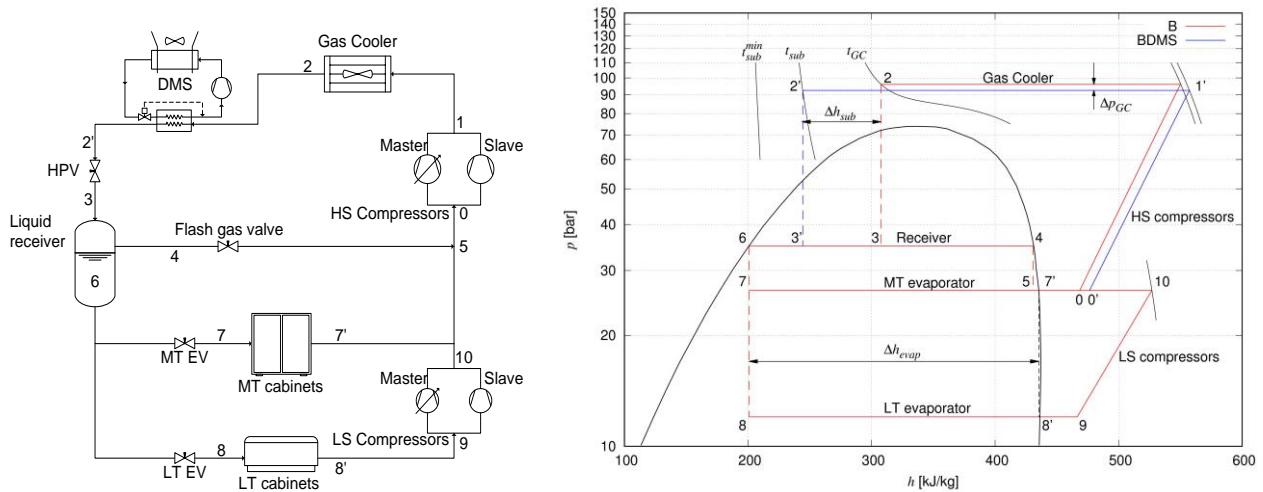 DMS
2
Gas Cooler
2'
HPV
3
1
Master
Slave
HS Compressors
0
Liquid
receiver
Flash gas valve
4
5
6
7
7'
MT EV
MT cabinets
10
Master
Slave
LS Compressors
9
8
8'
LT EV
LT cabinets
150
140
130
120
110
100
90
80
70
60
50
40
30
20
10
p [bar]
100
200
300
400
500
600
h [kJ/kg]
B
BDMS
t_sub^min
t_sub
t_GC
2'
2
Gas Cooler
1
1'
Δp_GC
Δh_sub
HS compressors
6
3'
3
Receiver
4
7
MT evaporator
5
7'
0
0'
10
Δh_evap
LS compressors
LT evaporator
8
8'
9